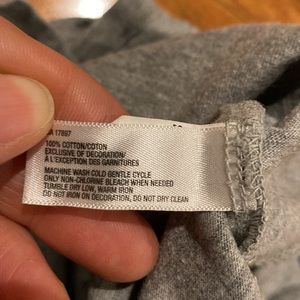 A 17897
100% COTTON/COTON
EXCLUSIVE OF DECORATION/
À L'EXCEPTION DES GARNITURES
MACHINE WASH COLD GENTLE CYCLE
ONLY NON-CHLORINE BLEACH WHEN NEEDED
TUMBLE DRY LOW, WARM IRON
DO NOT IRON ON DECORATION, DO NOT DRY CLEAN